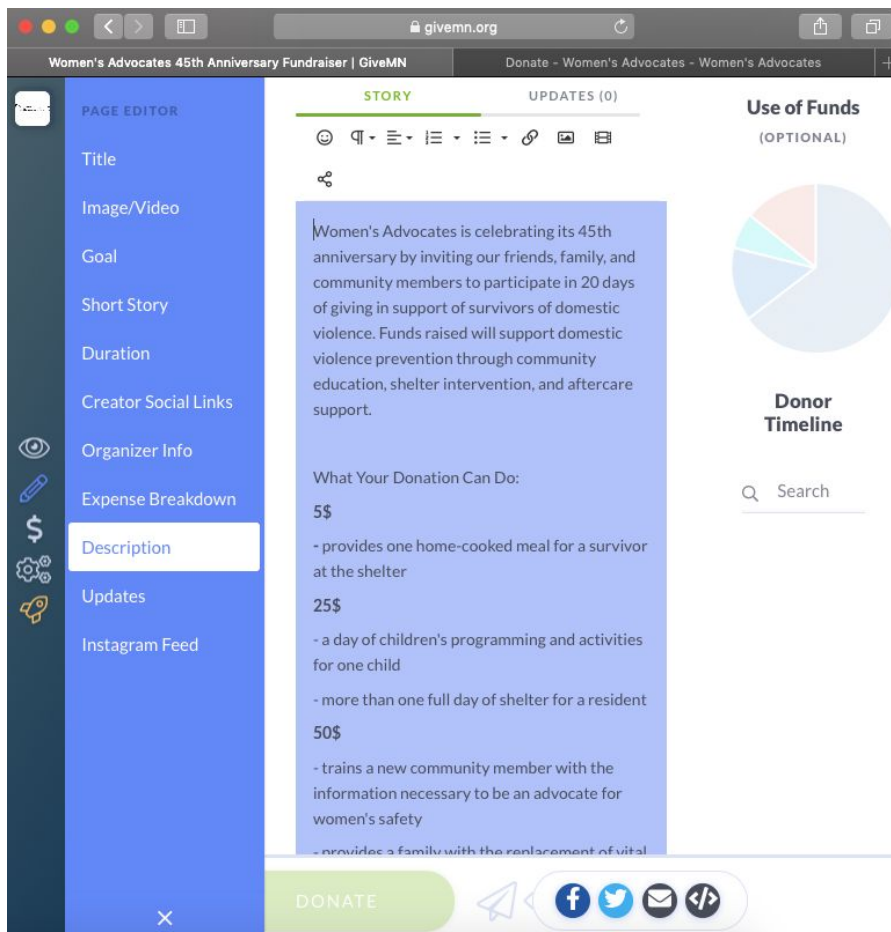 givemn.org
Women's Advocates 45th Anniversary Fundraiser | GiveMN
Donate - Women's Advocates - Women's Advocates
PAGE EDITOR
Title
Image/Video
Goal
Short Story
Duration
Creator Social Links
Organizer Info
Expense Breakdown
Description
Updates
Instagram Feed
STORY
UPDATES (0)
Women's Advocates is celebrating its 45th
anniversary by inviting our friends, family, and
community members to participate in 20 days
of giving in support of survivors of domestic
violence. Funds raised will support domestic
violence prevention through community
education, shelter intervention, and aftercare
support.
What Your Donation Can Do:
5$
- provides one home-cooked meal for a survivor
at the shelter
25$
- a day of children's programming and activities
for one child
- more than one full day of shelter for a resident
50$
- trains a new community member with the
information necessary to be an advocate for
women's safety
- provides a family with the replacement of vital
DONATE
Use of Funds
(OPTIONAL)
Donor
Timeline
Search